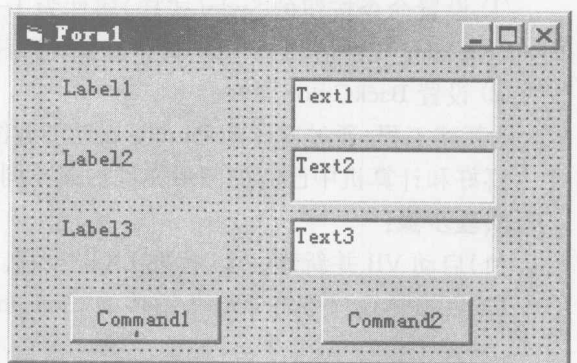 Form1
Label1
Text1
Label2
Text2
Label3
Text3
Command1
Command2